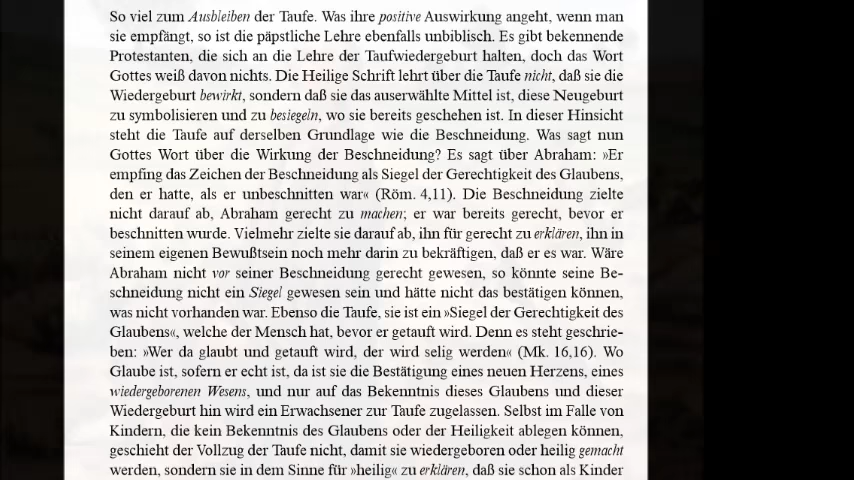 So viel zum Ausbleiben der Taufe. Was ihre positive Auswirkung angeht, wenn man
sie empfängt, so ist die päpstliche Lehre ebenfalls unbiblisch. Es gibt bekennende
Protestanten, die sich an die Lehre der Taufwiedergeburt halten, doch das Wort
Gottes weiß davon nichts. Die Heilige Schrift lehrt über die Taufe nicht, daß sie die
Wiedergeburt bewirkt, sondern daß sie das auserwählte Mittel ist, diese Neugeburt
zu symbolisieren und zu besiegeln, wo sie bereits geschehen ist. In dieser Hinsicht
steht die Taufe auf derselben Grundlage wie die Beschneidung. Was sagt nun
Gottes Wort über die Wirkung der Beschneidung? Es sagt über Abraham: »Er
empfing das Zeichen der Beschneidung als Siegel der Gerechtigkeit des Glaubens,
den er hatte, als er unbeschnitten war« (Röm. 4,11). Die Beschneidung zielte
nicht darauf ab, Abraham gerecht zu machen; er war bereits gerecht, bevor er
beschnitten wurde. Vielmehr zielte sie darauf ab, ihn für gerecht zu erklären, ihn in
seinem eigenen Bewußtsein noch mehr darin zu bekräftigen, daß er es war. Wäre
Abraham nicht vor seiner Beschneidung gerecht gewesen, so könnte seine Be-
schneidung nicht ein Siegel gewesen sein und hätte nicht das bestätigen können,
was nicht vorhanden war. Ebenso die Taufe, sie ist ein »Siegel der Gerechtigkeit des
Glaubens«, welche der Mensch hat, bevor er getauft wird. Denn es steht geschrie-
ben: »Wer da glaubt und getauft wird, der wird selig werden« (Mk. 16,16). Wo
Glaube ist, sofern er echt ist, da ist sie die Bestätigung eines neuen Herzens, eines
wiedergeborenen Wesens, und nur auf das Bekenntnis dieses Glaubens und dieser
Wiedergeburt hin wird ein Erwachsener zur Taufe zugelassen. Selbst im Falle von
Kindern, die kein Bekenntnis des Glaubens oder der Heiligkeit ablegen können,
geschieht der Vollzug der Taufe nicht, damit sie wiedergeboren oder heilig gemacht
werden, sondern sie in dem Sinne für »heilig« zu erklären, daß sie schon als Kinder